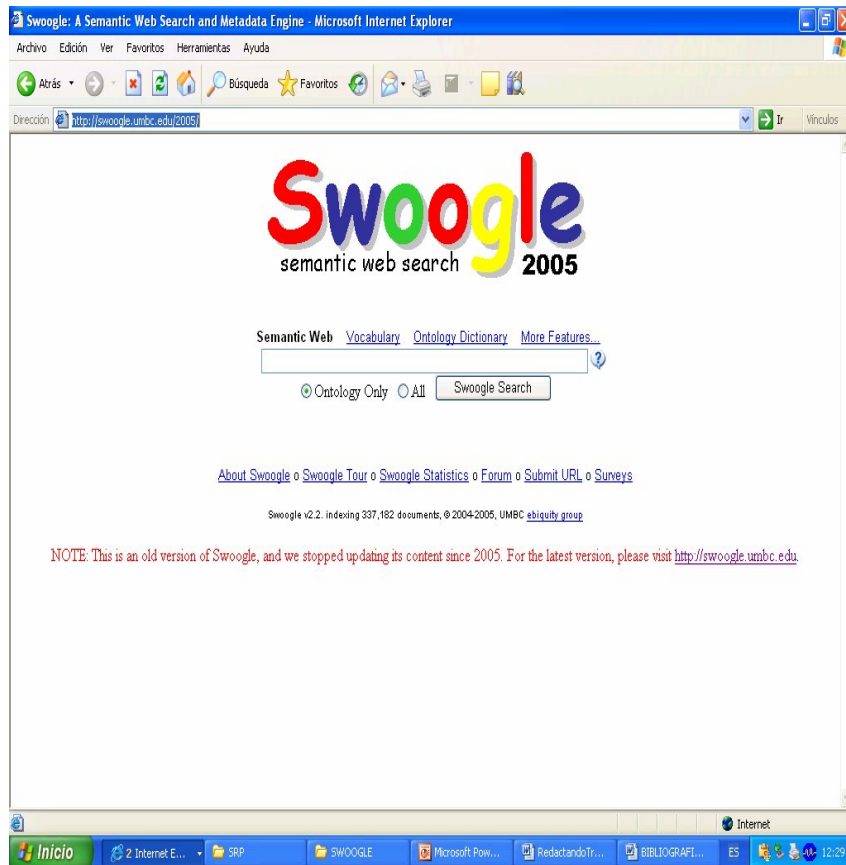 Swoogle: A Semantic Web Search and Metadata Engine - Microsoft Internet Explorer
Archivo Edición Ver Favoritos Herramientas Ayuda
Atrás Búsqueda Favoritos
Dirección http://swoogle.umbc.edu/2005/ Ir Vínculos
Swoogle
semantic web search 2005
Semantic Web Vocabulary Ontology Dictionary More Features...
Ontology Only All Swoogle Search
About Swoogle o Swoogle Tour o Swoogle Statistics o Forum o Submit URL o Surveys
Swoogle v2.2. indexing 337,182 documents, © 2004-2005, UMBC ebiquity group
NOTE: This is an old version of Swoogle, and we stopped updating its content since 2005. For the latest version, please visit http://swoogle.umbc.edu.
Internet
Inicio 2 Internet E... SRP SWOOGLE Microsoft Pow... RedactandoTr... BIBLIOGRAFI... ES 12:29